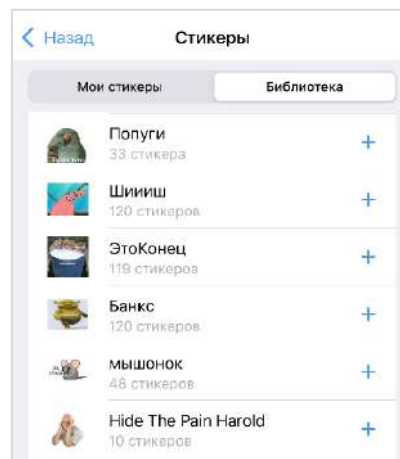 Назад
Стикеры
Мои стикеры
Библиотека
Попуги
33 стикера
Шиииш
120 стикеров
ЭтоКонец
119 стикеров
Банкс
120 стикеров
мышонок
48 стикеров
Hide The Pain Harold
10 стикеров